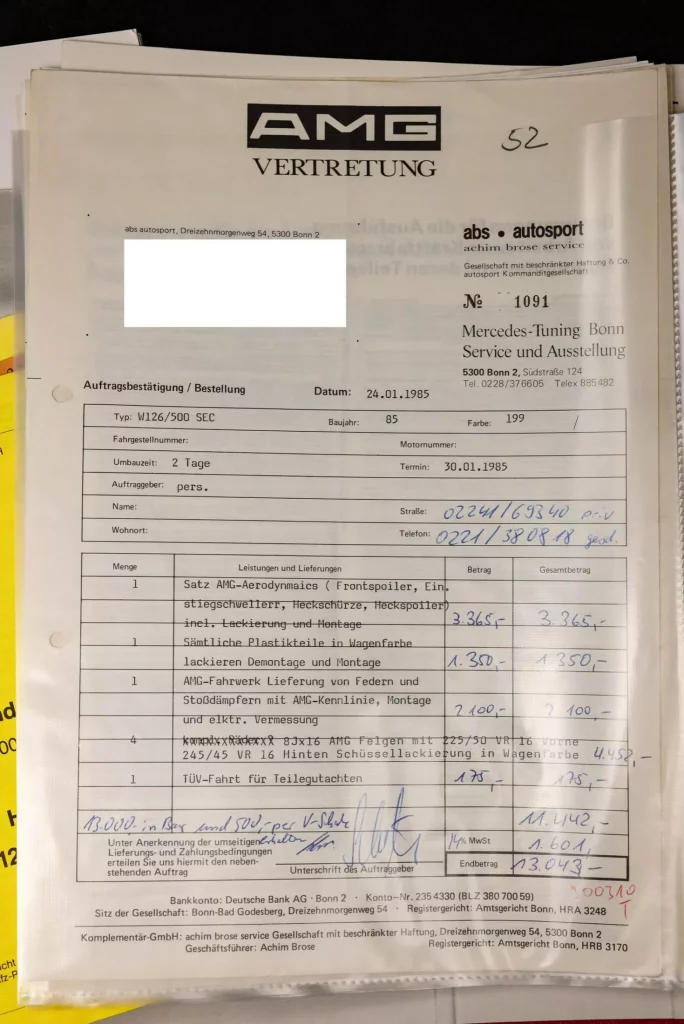 AMG
VERTRETUNG
52
abs autosport, Dreizehnmorgenweg 54, 5300 Bonn 2
abs • autosport
achim brose service
Gesellschaft mit beschränkter Haftung & Co.
autosport Kommanditgesellschaft
№ 1091
Mercedes-Tuning Bonn
Service und Ausstellung
5300 Bonn 2, Südstraße 124
Tel. 0228/376605 Telex 885482
Auftragsbestätigung / Bestellung Datum: 24.01.1985
Typ: W126/500 SEC Baujahr: 85 Farbe: 199 /
Fahrgestellnummer: Motornummer:
Umbauzeit: 2 Tage Termin: 30.01.1985
Auftraggeber: pers.
Name: Straße: 02241/69340 priv
Wohnort: Telefon: 0221/380818 gesch.
Menge Leistungen und Lieferungen Betrag Gesamtbetrag
1 Satz AMG-Aerodynmaics ( Frontspoiler, Ein.
stiegschwellerr, Heckschürze, Heckspoiler)
incl. Lackierung und Montage 3.365,- 3.365,-
1 Sämtliche Plastikteile in Wagenfarbe
lackieren Demontage und Montage 1.350,- 1.350,-
1 AMG-Fahrwerk Lieferung von Federn und
Stoßdämpfern mit AMG-Kennlinie, Montage
und elktr. Vermessung 2100,- 2100,-
4 8Jx16 AMG Felgen mit 225/50 VR 16 Vorne
245/45 VR 16 Hinten Schüssellackierung in Wagenfarbe 4.452,-
1 TÜV-Fahrt für Teilegutachten 175,- 175,-
13.000,- in Bar und 500,- per V-Scheck 11.442,-
erhalten
Unter Anerkennung der umseitigen
Lieferungs- und Zahlungsbedingungen
erteilen Sie uns hiermit den neben-
stehenden Auftrag
Unterschrift des Auftraggeber
14% MwSt 1.601,
Endbetrag 13.043,-
00310
T
Bankkonto: Deutsche Bank AG · Bonn 2 · Konto-Nr. 235 4330 (BLZ 380 700 59)
Sitz der Gesellschaft: Bonn-Bad Godesberg, Dreizehnmorgenweg 54 · Registergericht: Amtsgericht Bonn, HRA 3248
Komplementär-GmbH: achim brose service Gesellschaft mit beschränkter Haftung, Dreizehnmorgenweg 54, 5300 Bonn 2
Geschäftsführer: Achim Brose Registergericht: Amtsgericht Bonn, HRB 3170